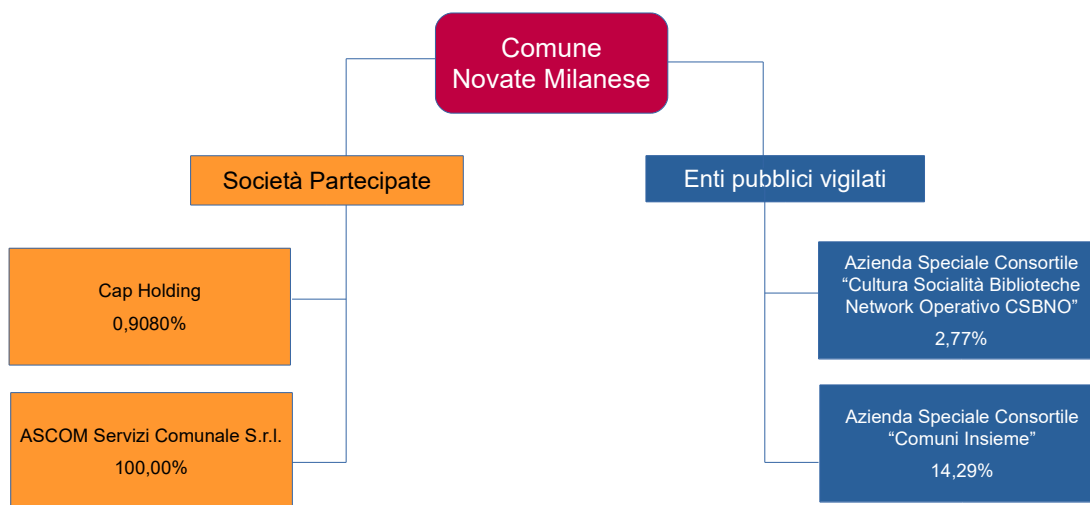 Comune
Novate Milanese
Società Partecipate
Enti pubblici vigilati
Cap Holding
0,9080%
Azienda Speciale Consortile
“Cultura Socialità Biblioteche
Network Operativo CSBNO”
2,77%
ASCOM Servizi Comunale S.r.l.
100,00%
Azienda Speciale Consortile
“Comuni Insieme”
14,29%